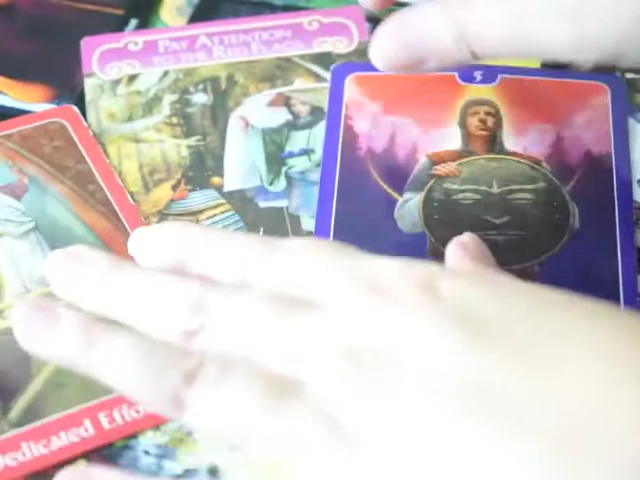 PAY ATTENTION
TO THE RED FLAGS
5
Dedicated Effo